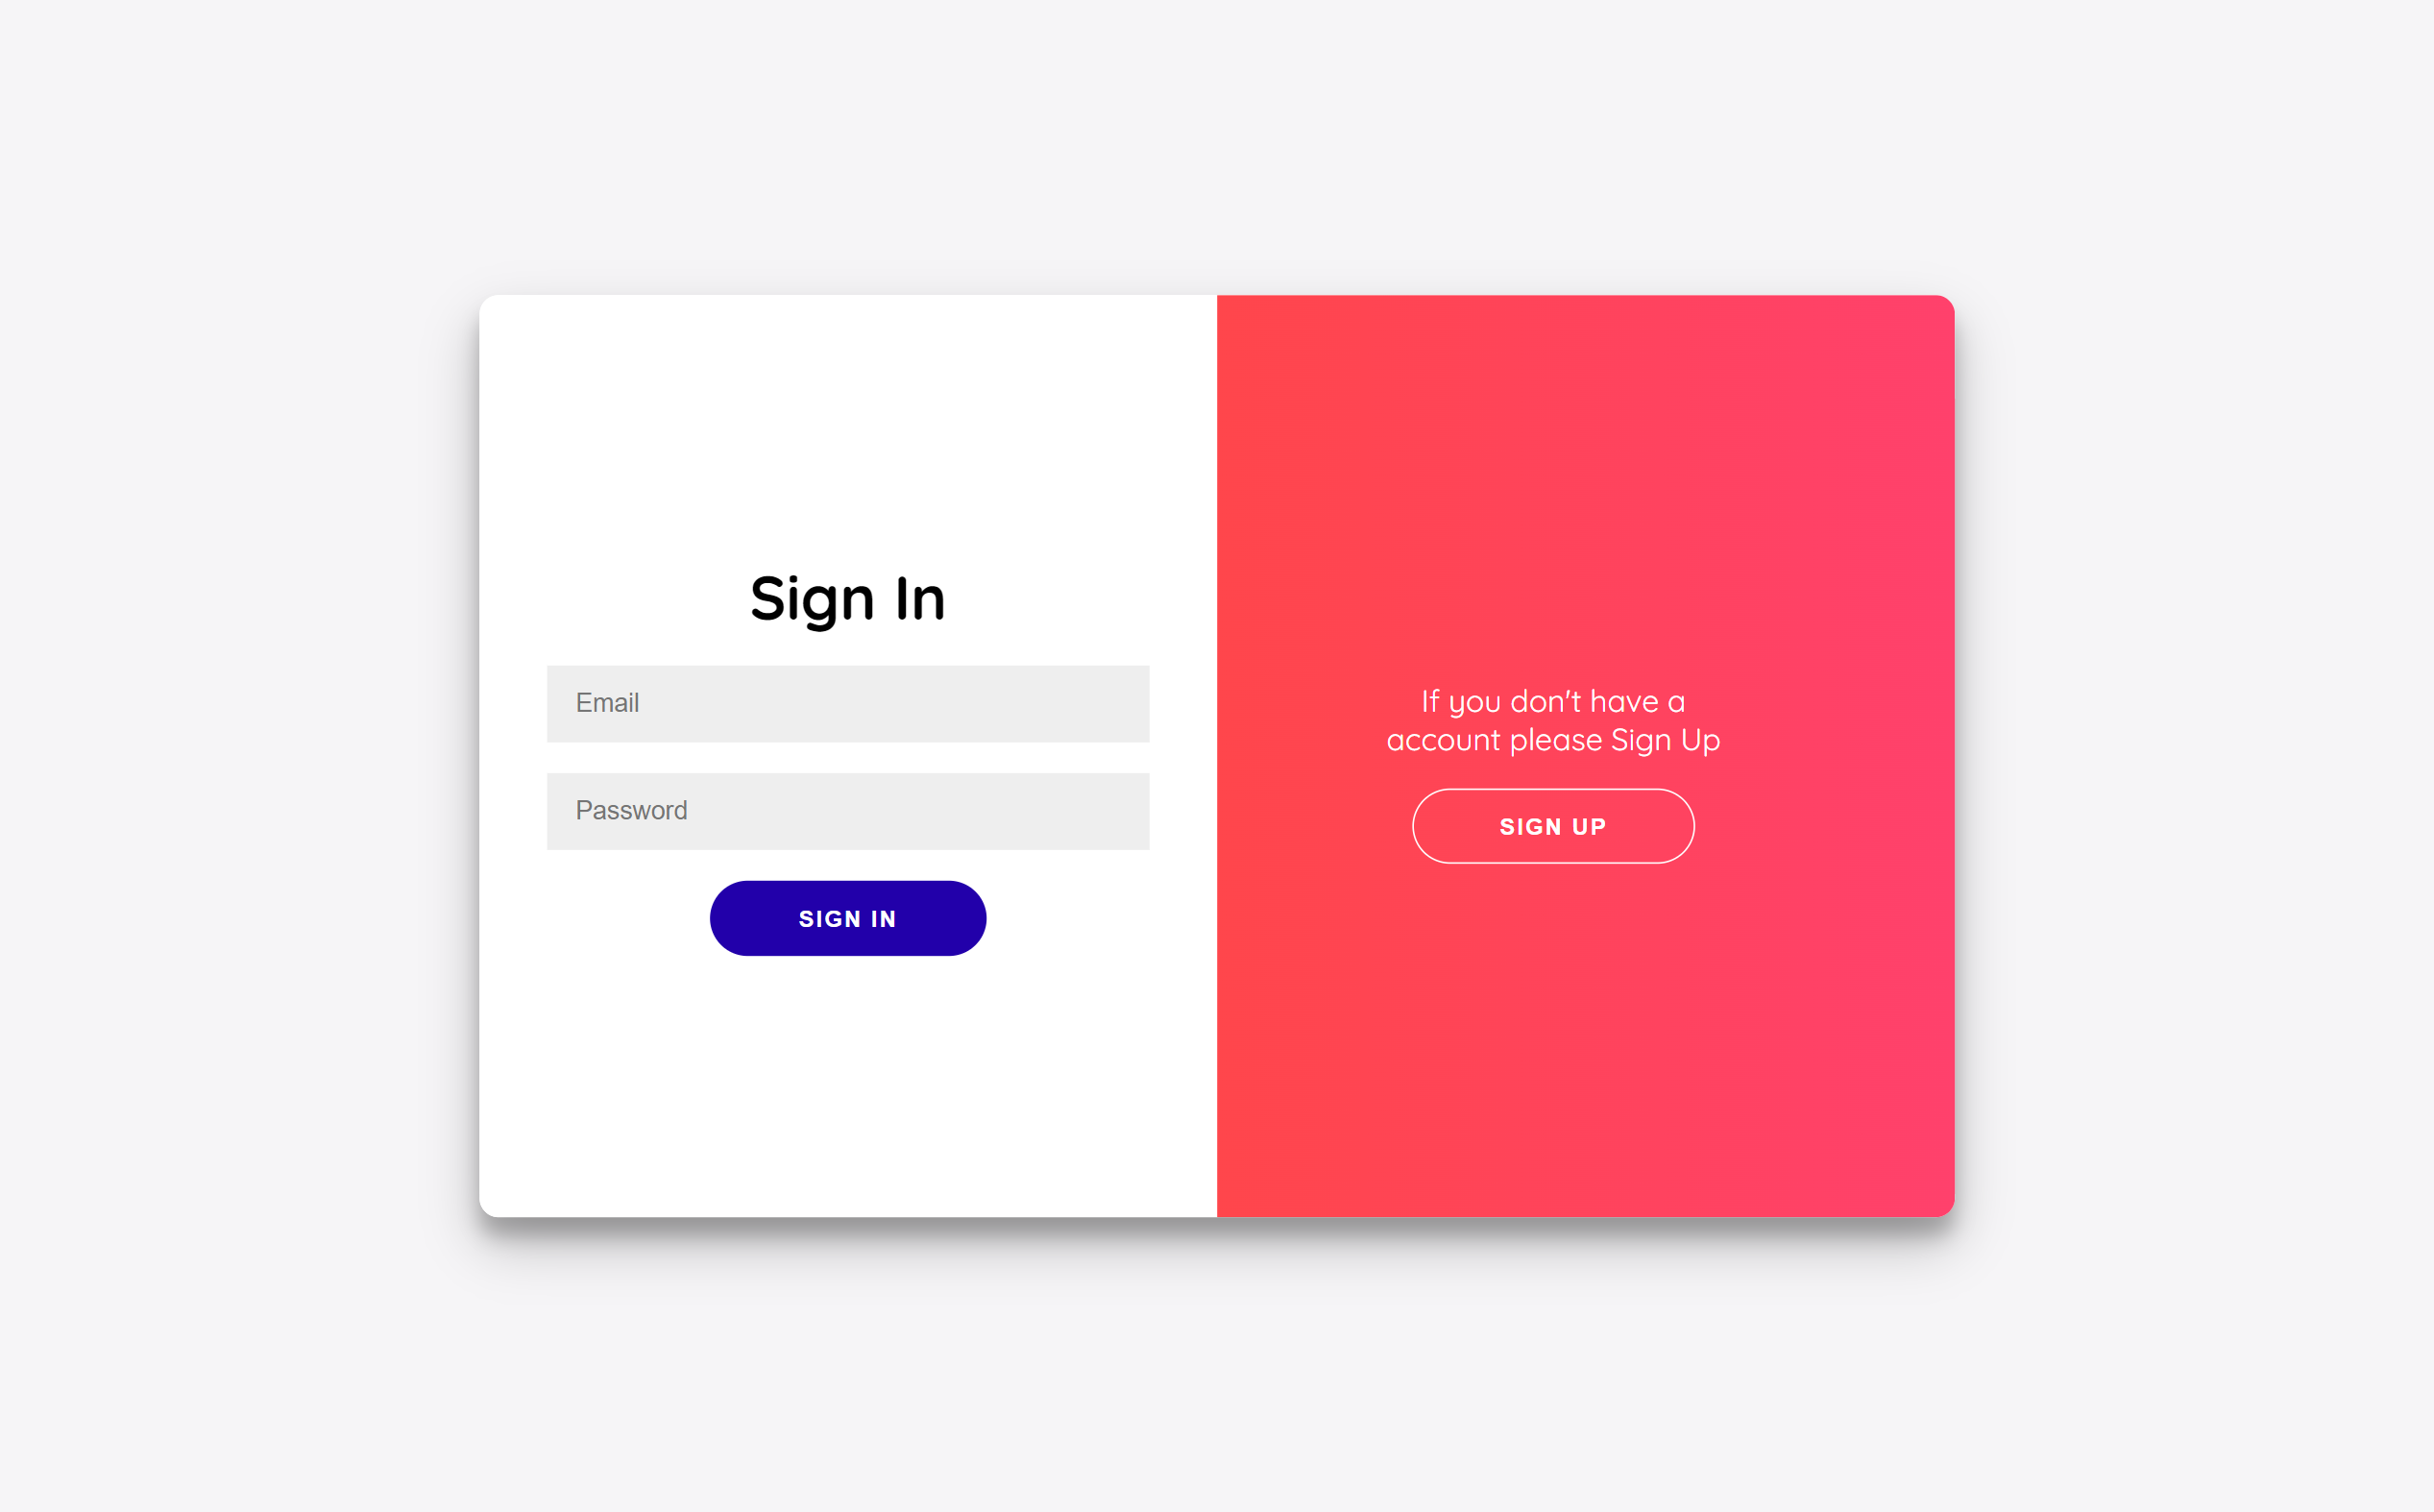 Sign In
Email
Password
SIGN IN
If you don't have a
account please Sign Up
SIGN UP